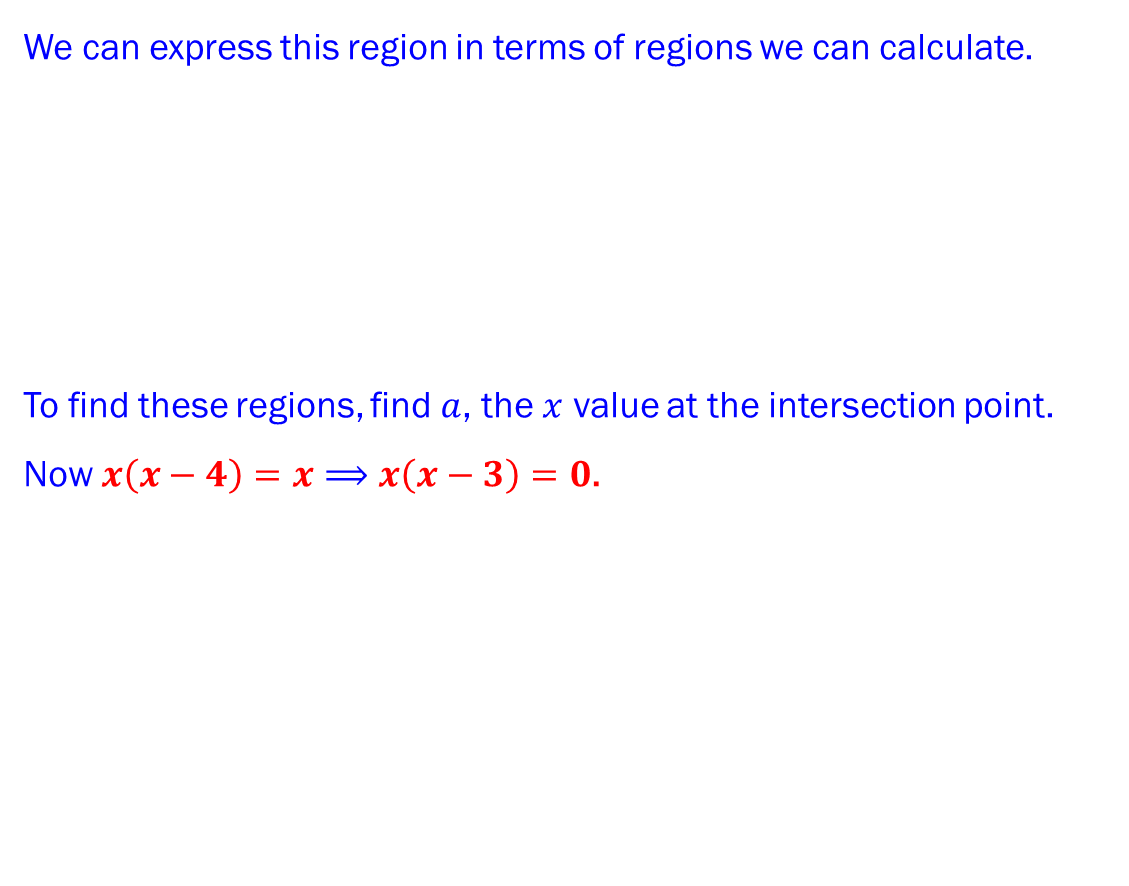 We can express this region in terms of regions we can calculate.
To find these regions, find 𝑎, the 𝑥 value at the intersection point.
Now 𝒙(𝒙 − 𝟒) = 𝒙 ⟹ 𝒙(𝒙 − 𝟑) = 𝟎.